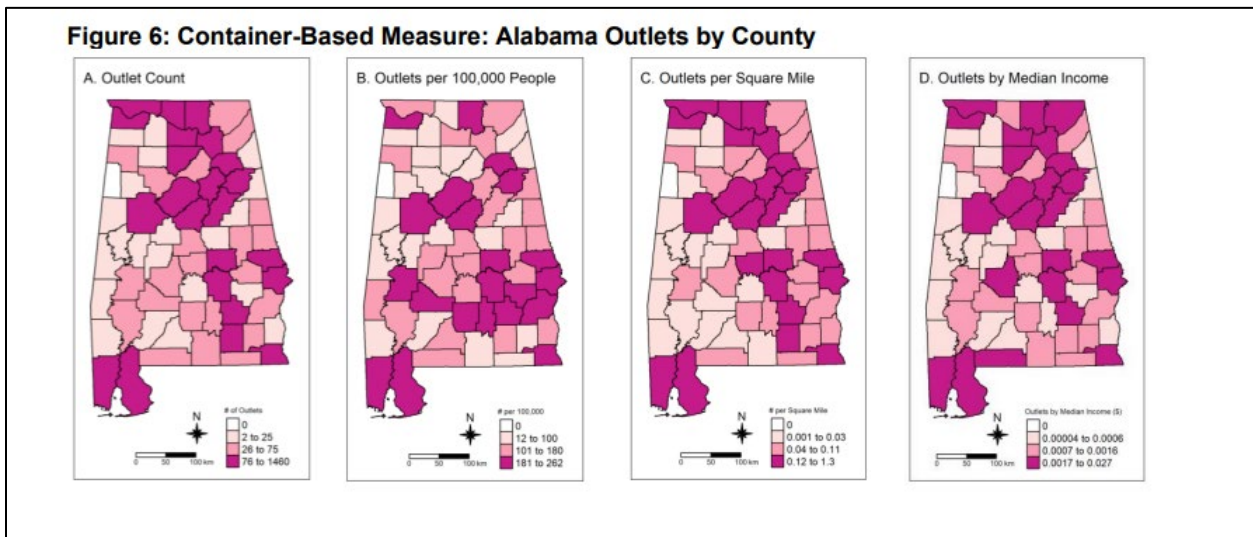 Figure 6: Container-Based Measure: Alabama Outlets by County
A. Outlet Count
N
# of Outlets
0
2 to 25
26 to 75
76 to 1460
0 50 100 km
B. Outlets per 100,000 People
N
# per 100,000
0
12 to 100
101 to 180
181 to 262
0 50 100 km
C. Outlets per Square Mile
N
# per Square Mile
0
0.001 to 0.03
0.04 to 0.11
0.12 to 1.3
0 50 100 km
D. Outlets by Median Income
N
Outlets by Median Income ($)
0
0.00004 to 0.0006
0.0007 to 0.0016
0.0017 to 0.027
0 50 100 km